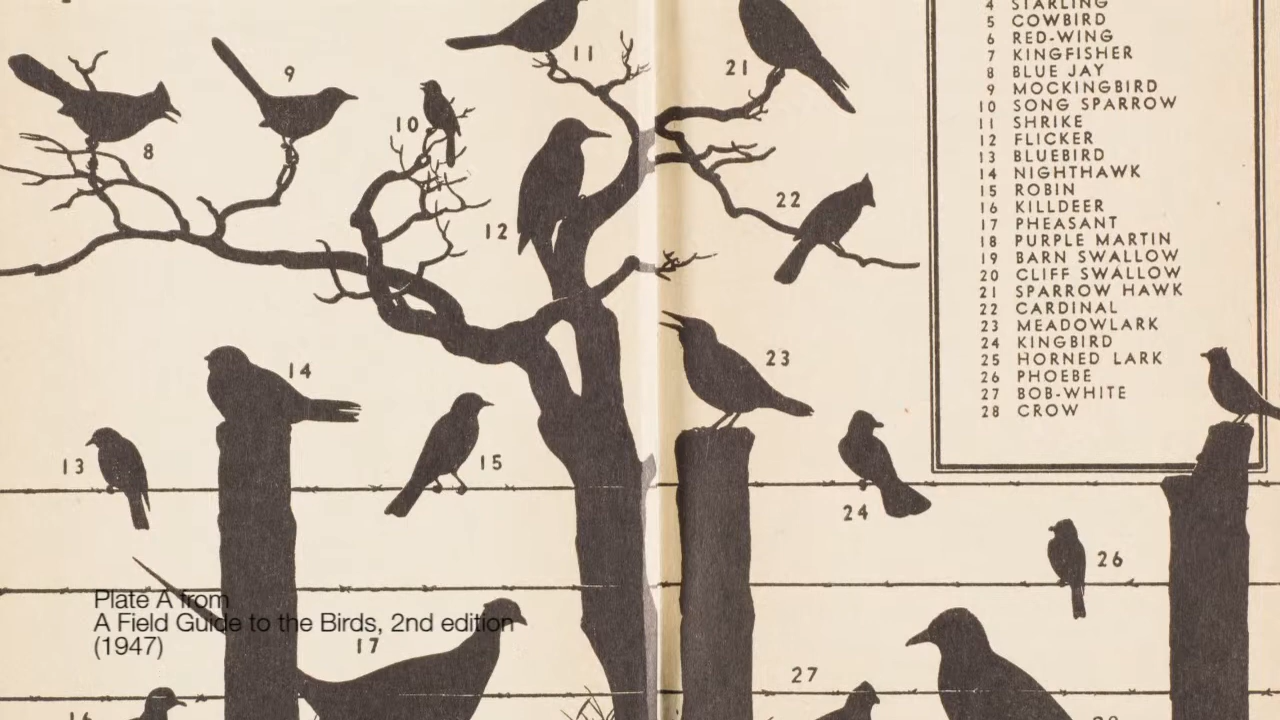 4 STARLING
5 COWBIRD
6 RED-WING
7 KINGFISHER
8 BLUE JAY
9 MOCKINGBIRD
10 SONG SPARROW
11 SHRIKE
12 FLICKER
13 BLUEBIRD
14 NIGHTHAWK
15 ROBIN
16 KILLDEER
17 PHEASANT
18 PURPLE MARTIN
19 BARN SWALLOW
20 CLIFF SWALLOW
21 SPARROW HAWK
22 CARDINAL
23 MEADOWLARK
24 KINGBIRD
25 HORNED LARK
26 PHOEBE
27 BOB-WHITE
28 CROW
11
21
9
10
8
22
12
14
23
13
15
24
26
Plate A from
A Field Guide to the Birds, 2nd edition
(1947)
17
27